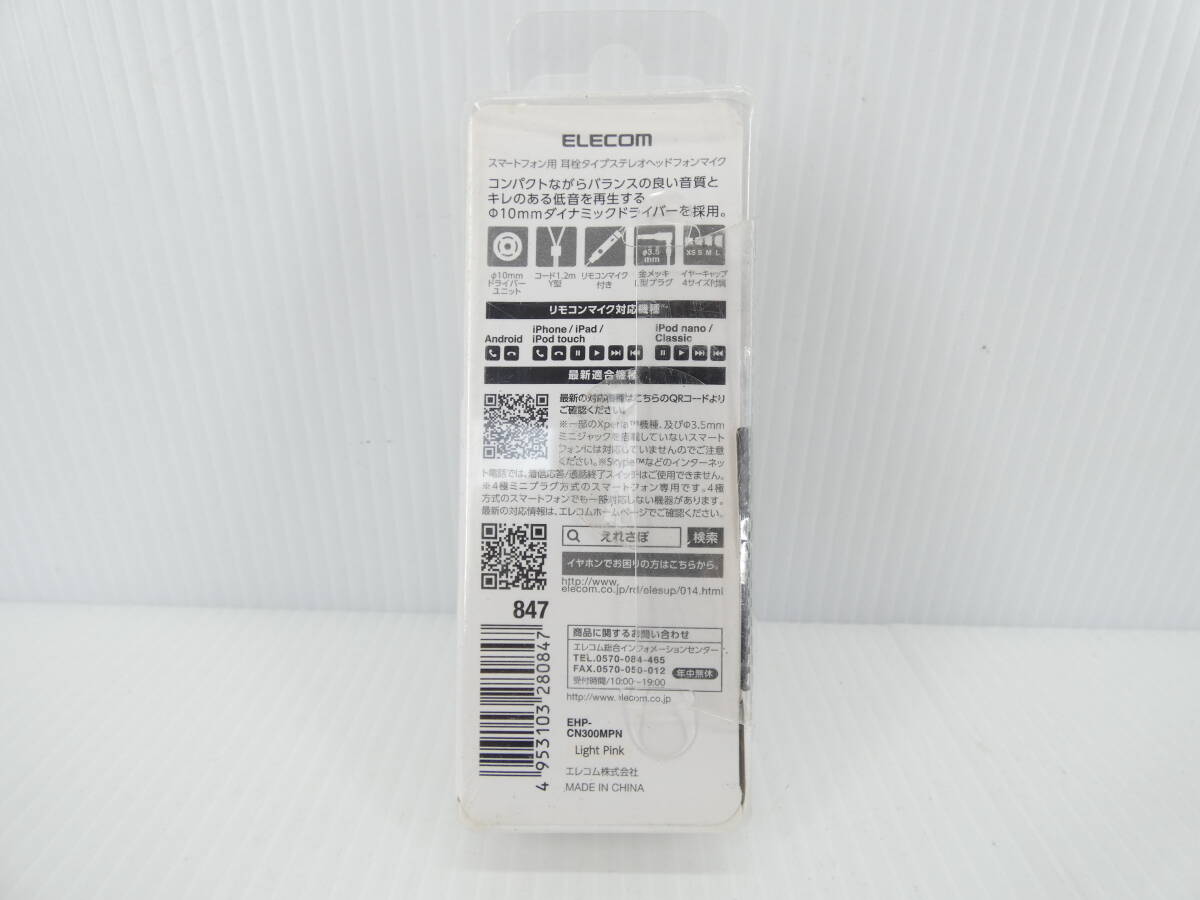 ELECOM
スマートフォン用 耳栓タイプステレオヘッドフォンマイク
コンパクトながらバランスの良い音質と
キレのある低音を再生する
Φ10mmダイナミックドライバーを採用。
φ3.5
mm
XS S M L
φ10mm
ドライバー
ユニット
コード1.2m
Y型
リモコンマイク
付き
金メッキ
L型プラグ
イヤーキャップ
4サイズ付属
リモコンマイク対応機種
Android
iPhone / iPad /
iPod touch
iPod nano /
Classic
最新適合機種
最新の対応機種はこちらのQRコードより
ご確認ください。
※一部のXperia™機種、及びΦ3.5mm
ミニジャックを搭載していないスマート
フォンには対応していませんのでご注意
ください。※Skype™などのインターネッ
ト電話では、着信応答/通話終了スイッチはご使用できません。
※4極ミニプラグ方式のスマートフォン専用です。4極
方式のスマートフォンでも一部対応しない機器があります。
最新の対応情報は、エレコムホームページでご確認ください。
えれさぽ 検索
イヤホンでお困りの方はこちらから。
http://www.
elecom.co.jp/rd/elesup/014.html
847
4 953103 280847
商品に関するお問い合わせ
エレコム総合インフォメーションセンター
TEL.0570-084-465
FAX.0570-050-012
受付時間/10:00~19:00
年中無休
http://www.elecom.co.jp
EHP-
CN300MPN
Light Pink
エレコム株式会社
MADE IN CHINA